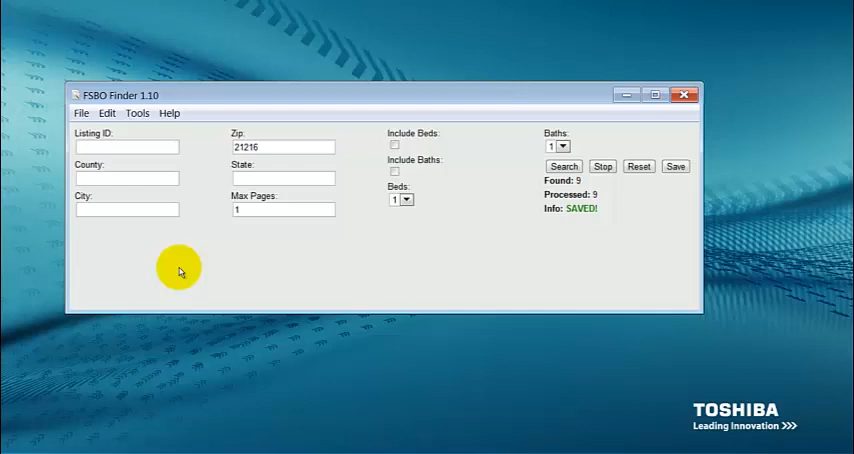 FSBO Finder 1.10
File Edit Tools Help
Listing ID: Zip: Include Beds: Baths:
21216 1
County: State: Include Baths: Search Stop Reset Save
Found: 9
City: Max Pages: Beds: Processed: 9
1 1 Info: SAVED!
TOSHIBA
Leading Innovation >>>